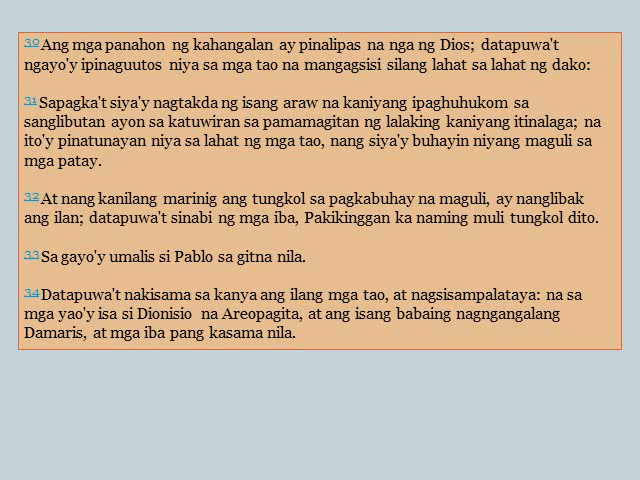 30 Ang mga panahon ng kahangalan ay pinalipas na nga ng Dios; datapuwa't
ngayo'y ipinaguutos niya sa mga tao na mangagsisi silang lahat sa lahat ng dako:
31 Sapagka't siya'y nagtakda ng isang araw na kaniyang ipaghuhukom sa
sanglibutan ayon sa katuwiran sa pamamagitan ng lalaking kaniyang itinalaga; na
ito'y pinatunayan niya sa lahat ng mga tao, nang siya'y buhayin niyang maguli sa
mga patay.
32 At nang kanilang marinig ang tungkol sa pagkabuhay na maguli, ay nanglibak
ang ilan; datapuwa't sinabi ng mga iba, Pakikinggan ka naming muli tungkol dito.
33 Sa gayo'y umalis si Pablo sa gitna nila.
34 Datapuwa't nakisama sa kanya ang ilang mga tao, at nagsisampalataya: na sa
mga yao'y isa si Dionisio na Areopagita, at ang isang babaing nagngangalang
Damaris, at mga iba pang kasama nila.